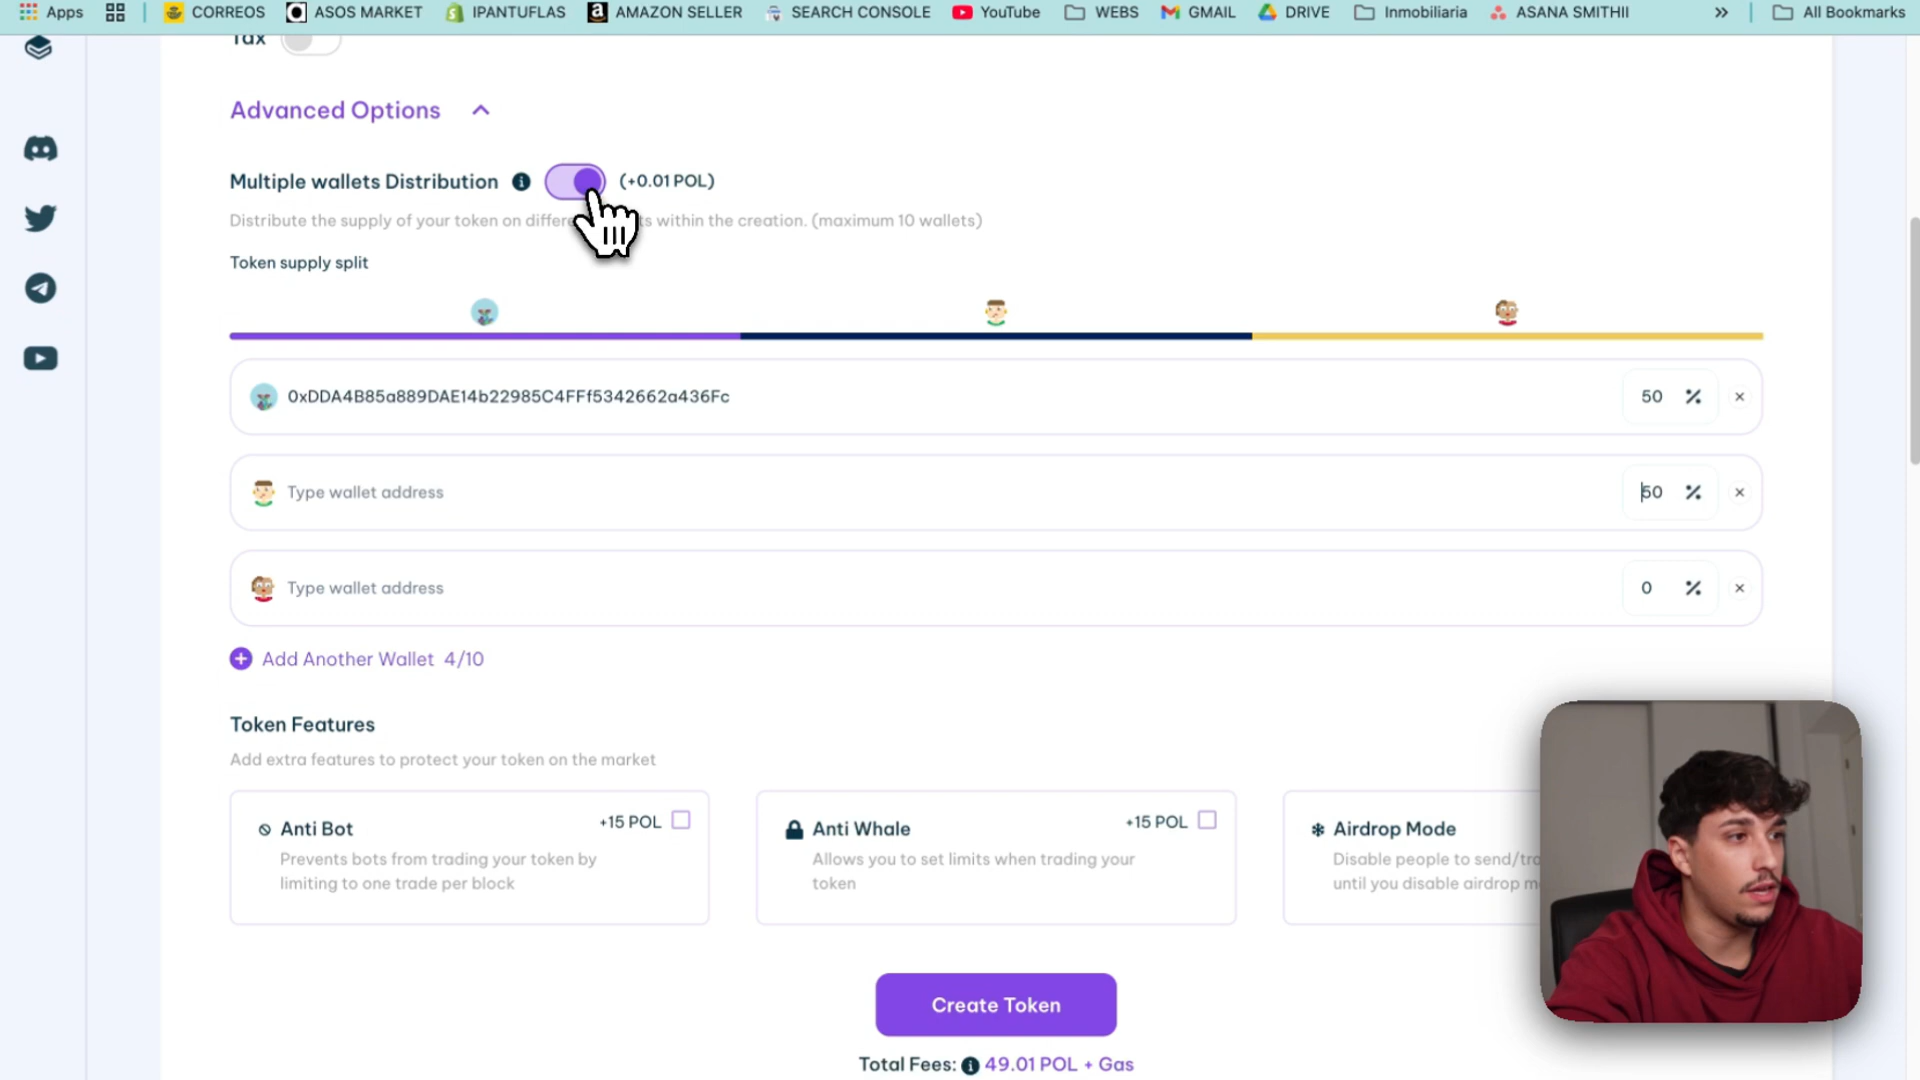 Apps
CORREOS
ASOS MARKET
IPANTUFLAS
AMAZON SELLER
SEARCH CONSOLE
YouTube
WEBS
GMAIL
DRIVE
Inmobiliaria
ASANA SMITHII
»
All Bookmarks
Tax
Advanced Options
Multiple wallets Distribution (+0.01 POL)
Distribute the supply of your token on within the creation. (maximum 10 wallets)
Token supply split
0xDDA4B85a889DAE14b22985C4FFf5342662a436Fc 50 %
Type wallet address 50 %
Type wallet address 0 %
Add Another Wallet 4/10
Token Features
Add extra features to protect your token on the market
Anti Bot +15 POL
Prevents bots from trading your token by
limiting to one trade per block
Anti Whale +15 POL
Allows you to set limits when trading your
token
Airdrop Mode
Disable people to
until you disable airdrop
Create Token
Total Fees: 49.01 POL + Gas